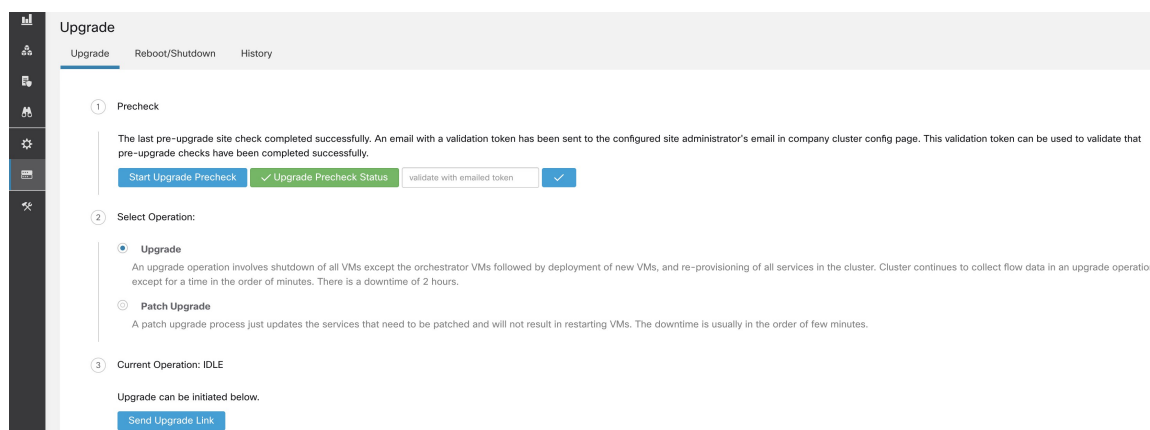 Upgrade
Upgrade Reboot/Shutdown History
1 Precheck
The last pre-upgrade site check completed successfully. An email with a validation token has been sent to the configured site administrator's email in company cluster config page. This validation token can be used to validate that
pre-upgrade checks have been completed successfully.
Start Upgrade Precheck Upgrade Precheck Status validate with emailed token
2 Select Operation:
Upgrade
An upgrade operation involves shutdown of all VMs except the orchestrator VMs followed by deployment of new VMs, and re-provisioning of all services in the cluster. Cluster continues to collect flow data in an upgrade operatio
except for a time in the order of minutes. There is a downtime of 2 hours.
Patch Upgrade
A patch upgrade process just updates the services that need to be patched and will not result in restarting VMs. The downtime is usually in the order of few minutes.
3 Current Operation: IDLE
Upgrade can be initiated below.
Send Upgrade Link